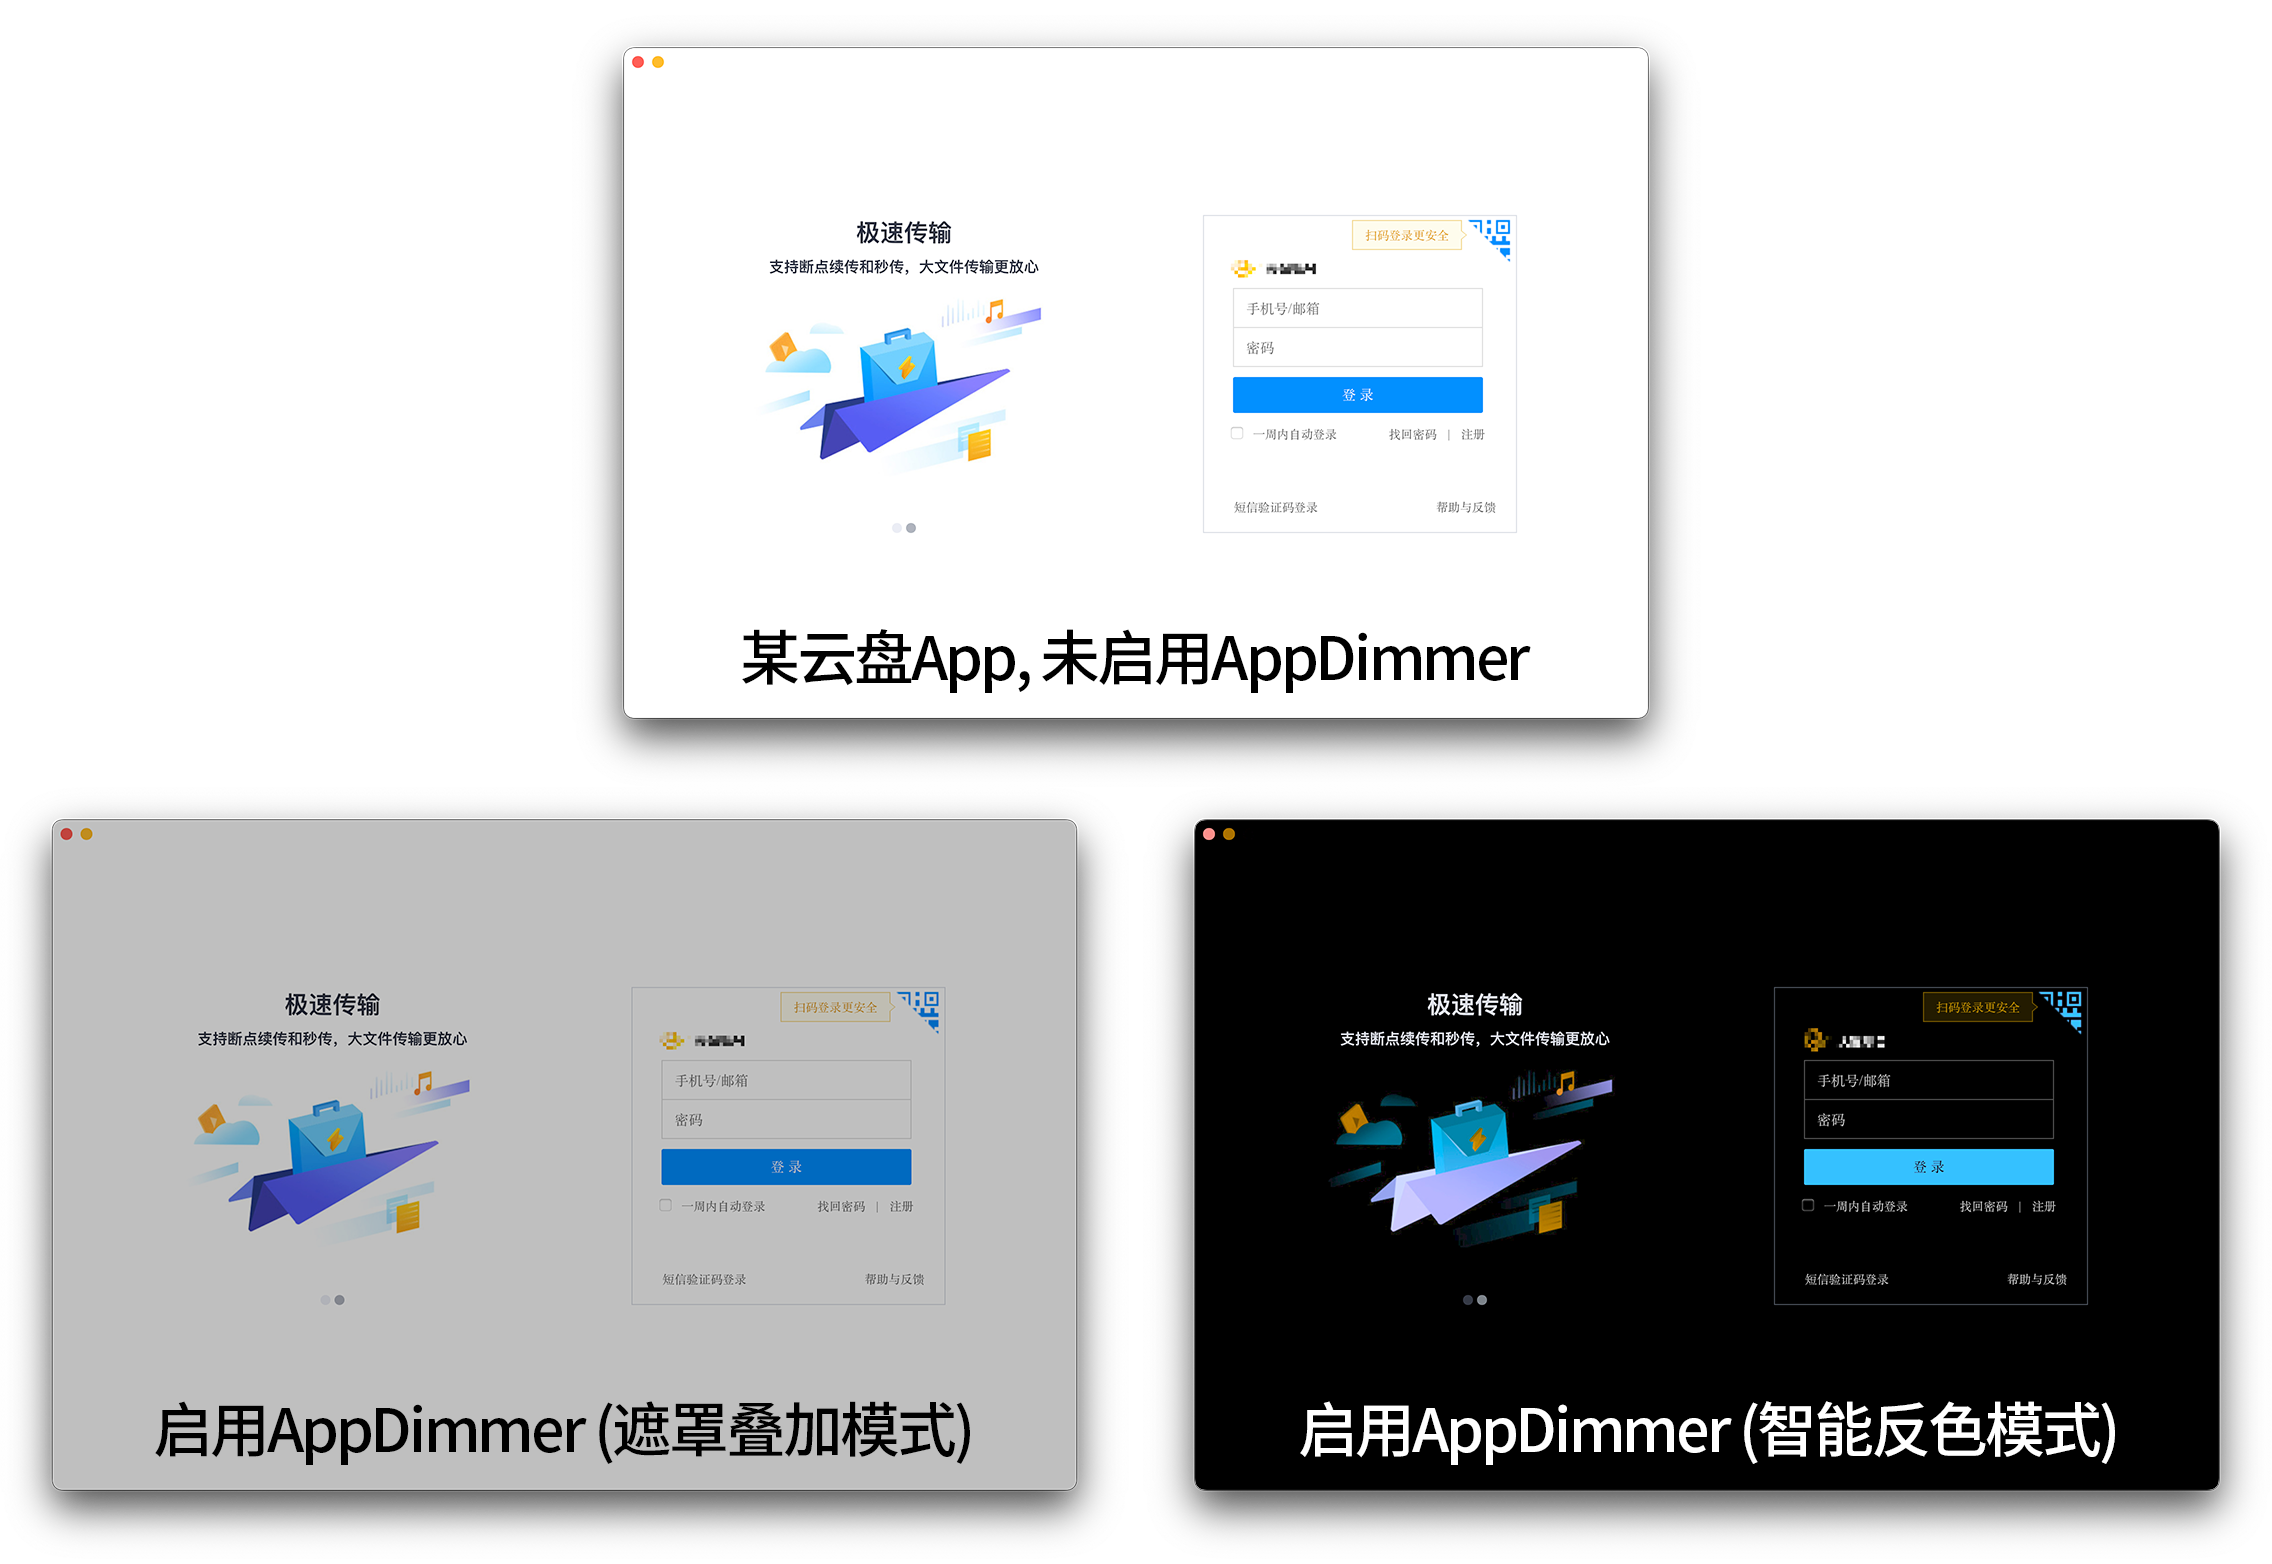 极速传输
支持断点续传和秒传，大文件传输更放心
扫码登录更安全
手机号/邮箱
密码
登 录
一周内自动登录 找回密码 | 注册
短信验证码登录 帮助与反馈
某云盘App, 未启用AppDimmer
极速传输
支持断点续传和秒传，大文件传输更放心
扫码登录更安全
手机号/邮箱
密码
登 录
一周内自动登录 找回密码 | 注册
短信验证码登录 帮助与反馈
启用AppDimmer (遮罩叠加模式)
极速传输
支持断点续传和秒传，大文件传输更放心
扫码登录更安全
手机号/邮箱
密码
登 录
一周内自动登录 找回密码 | 注册
短信验证码登录 帮助与反馈
启用AppDimmer (智能反色模式)